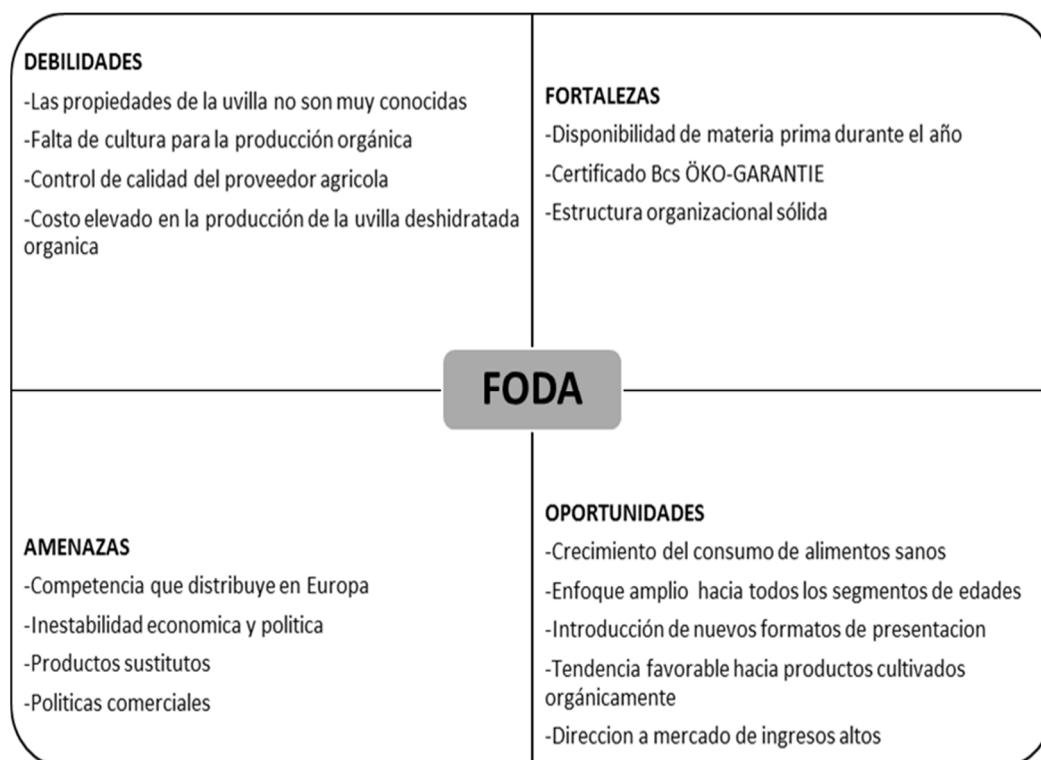 DEBILIDADES
-Las propiedades de la uvilla no son muy conocidas
-Falta de cultura para la producción orgánica
-Control de calidad del proveedor agricola
-Costo elevado en la producción de la uvilla deshidratada
organica
FORTALEZAS
-Disponibilidad de materia prima durante el año
-Certificado Bcs ÖKO-GARANTIE
-Estructura organizacional sólida
FODA
AMENAZAS
-Competencia que distribuye en Europa
-Inestabilidad economica y politica
-Productos sustitutos
-Politicas comerciales
OPORTUNIDADES
-Crecimiento del consumo de alimentos sanos
-Enfoque amplio hacia todos los segmentos de edades
-Introducción de nuevos formatos de presentacion
-Tendencia favorable hacia productos cultivados
orgánicamente
-Direccion a mercado de ingresos altos